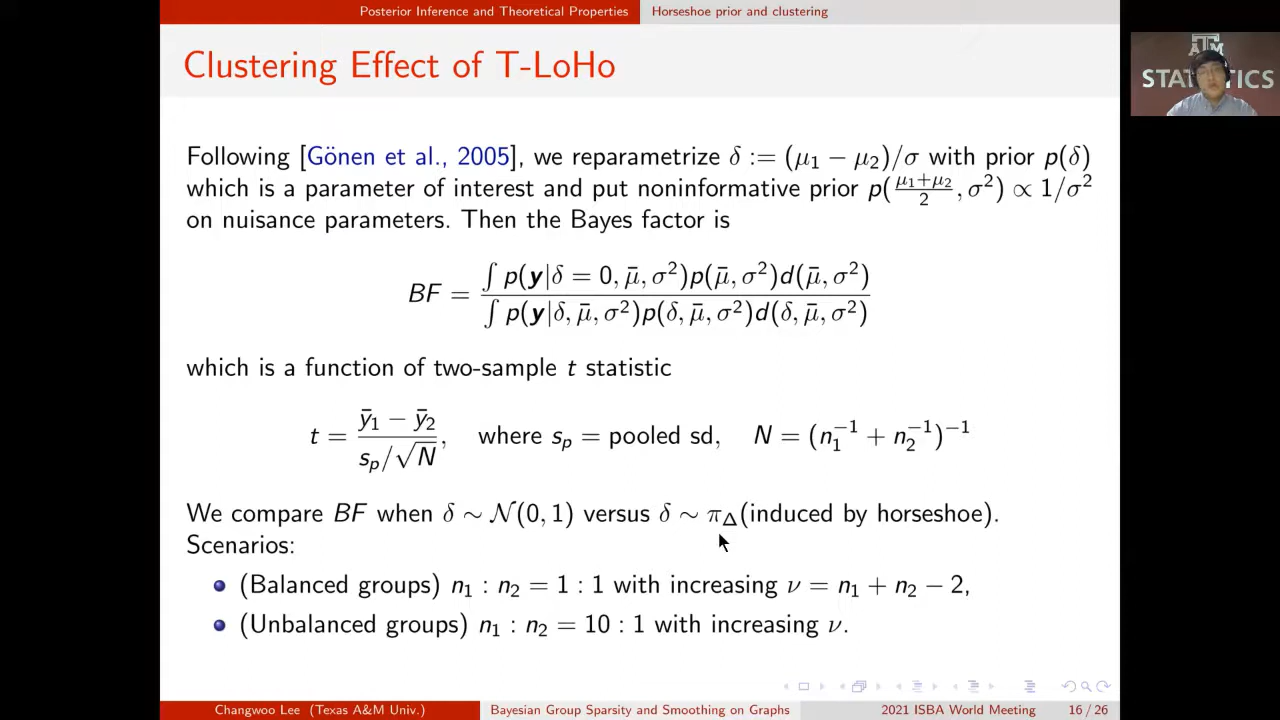 Posterior Inference and Theoretical Properties Horseshoe prior and clustering
Clustering Effect of T-LoHo
ĀM
STATISTICS
Following [Gönen et al., 2005], we reparametrize δ := (μ₁ − μ₂)/σ with prior p(δ)
which is a parameter of interest and put noninformative prior p((μ₁+μ₂)/2, σ²) ∝ 1/σ²
on nuisance parameters. Then the Bayes factor is
BF = ∫ p(y|δ = 0, μ̄, σ²)p(μ̄, σ²)d(μ̄, σ²) / ∫ p(y|δ, μ̄, σ²)p(δ, μ̄, σ²)d(δ, μ̄, σ²)
which is a function of two-sample t statistic
t = (ȳ₁ − ȳ₂) / (sₚ/√N), where sₚ = pooled sd, N = (n₁⁻¹ + n₂⁻¹)⁻¹
We compare BF when δ ∼ 𝒩(0, 1) versus δ ∼ π_Δ(induced by horseshoe).
Scenarios:
(Balanced groups) n₁ : n₂ = 1 : 1 with increasing ν = n₁ + n₂ − 2,
(Unbalanced groups) n₁ : n₂ = 10 : 1 with increasing ν.
Changwoo Lee (Texas A&M Univ.) Bayesian Group Sparsity and Smoothing on Graphs 2021 ISBA World Meeting 16 / 26